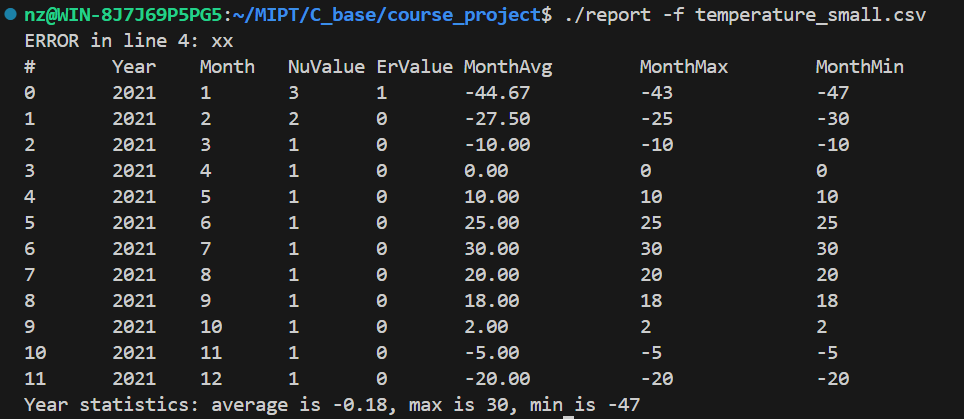 nz@WIN-8J7J69P5PG5:~/MIPT/C_base/course_project$ ./report -f temperature_small.csv
ERROR in line 4: xx
# Year Month NuValue ErValue MonthAvg MonthMax MonthMin
0 2021 1 3 1 -44.67 -43 -47
1 2021 2 2 0 -27.50 -25 -30
2 2021 3 1 0 -10.00 -10 -10
3 2021 4 1 0 0.00 0 0
4 2021 5 1 0 10.00 10 10
5 2021 6 1 0 25.00 25 25
6 2021 7 1 0 30.00 30 30
7 2021 8 1 0 20.00 20 20
8 2021 9 1 0 18.00 18 18
9 2021 10 1 0 2.00 2 2
10 2021 11 1 0 -5.00 -5 -5
11 2021 12 1 0 -20.00 -20 -20
Year statistics: average is -0.18, max is 30, min is -47